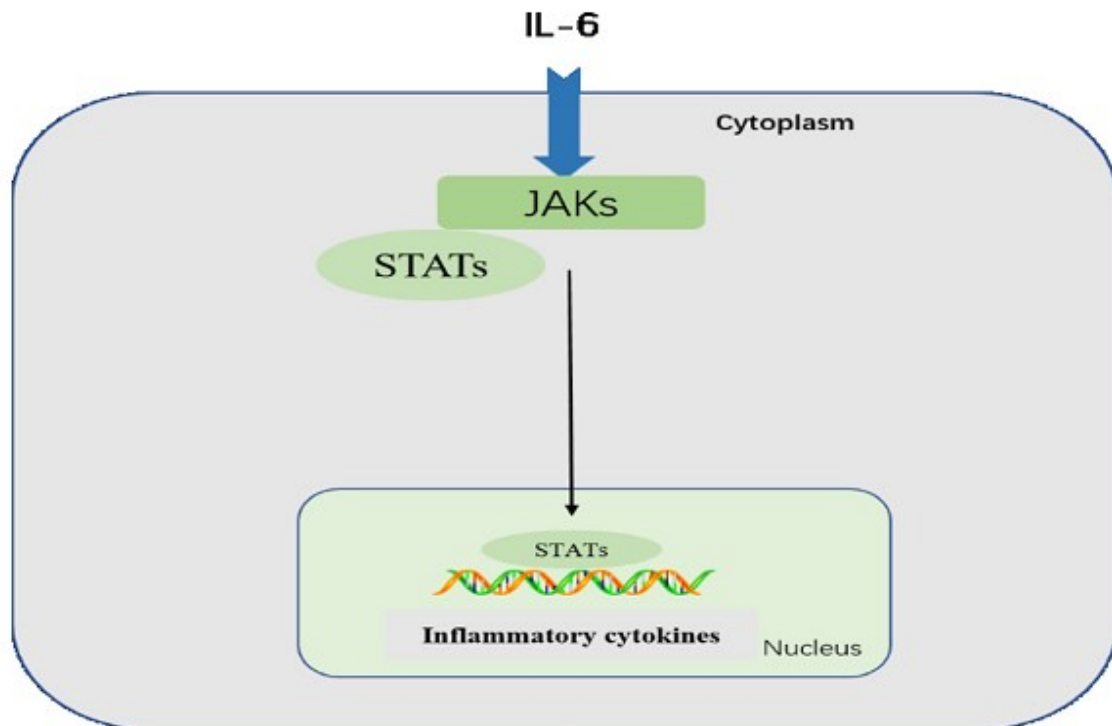 IL-6
Cytoplasm
JAKs
STATs
STATs
Inflammatory cytokines
Nucleus